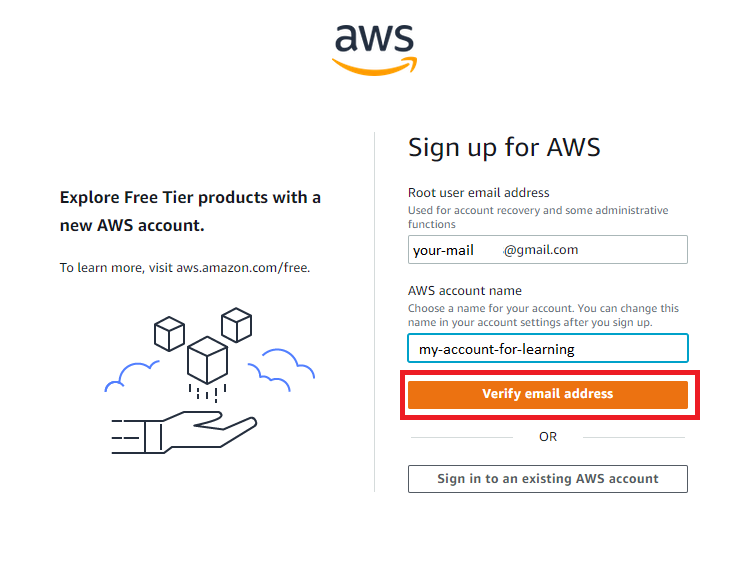 aws
Explore Free Tier products with a
new AWS account.
To learn more, visit aws.amazon.com/free.
Sign up for AWS
Root user email address
Used for account recovery and some administrative
functions
your-mail @gmail.com
AWS account name
Choose a name for your account. You can change this
name in your account settings after you sign up.
my-account-for-learning
Verify email address
OR
Sign in to an existing AWS account